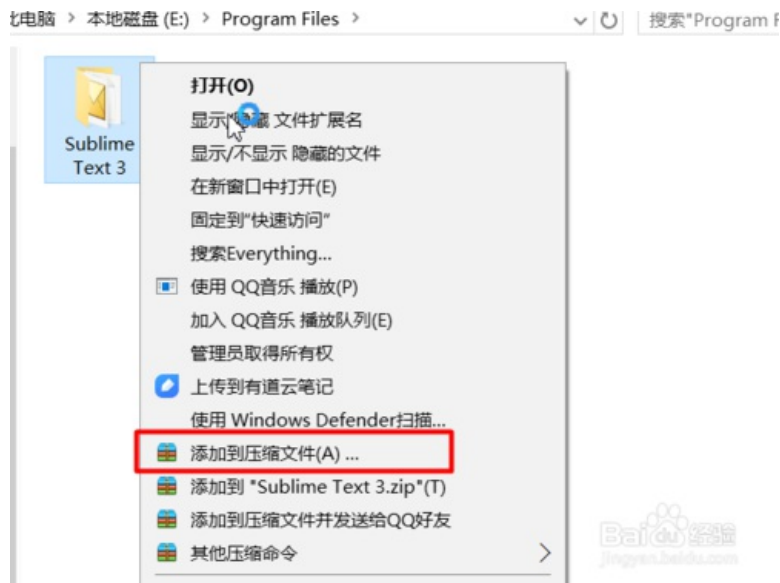 此电脑 > 本地磁盘 (E:) > Program Files >
搜索"Program F
Sublime
Text 3
打开(O)
显示/隐藏 文件扩展名
显示/不显示 隐藏的文件
在新窗口中打开(E)
固定到"快速访问"
搜索Everything...
使用 QQ音乐 播放(P)
加入 QQ音乐 播放队列(E)
管理员取得所有权
上传到有道云笔记
使用 Windows Defender扫描...
添加到压缩文件(A) ...
添加到 "Sublime Text 3.zip"(T)
添加到压缩文件并发送给QQ好友
其他压缩命令
Baidu 经验
jingyan.baidu.com